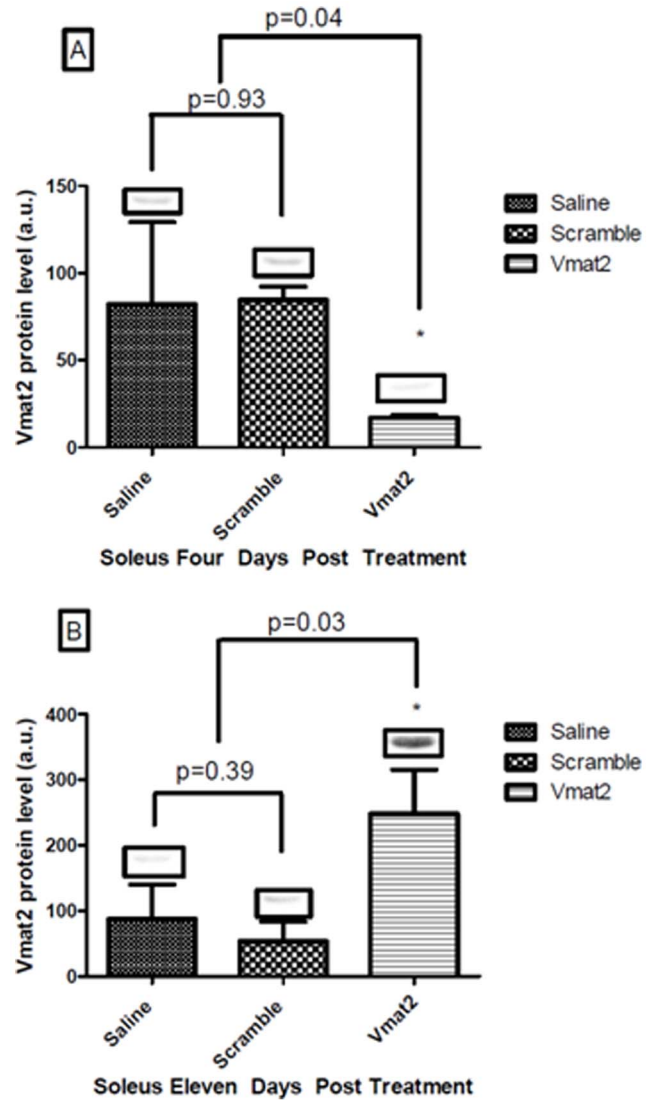 A
p=0.04
p=0.93
Vmat2 protein level (a.u.)
150
100
50
0
Saline
Scramble
Vmat2
*
Saline
Scramble
Vmat2
Soleus Four Days Post Treatment
B
p=0.03
p=0.39
Vmat2 protein level (a.u.)
400
300
200
100
0
*
Saline
Scramble
Vmat2
Saline
Scramble
Vmat2
Soleus Eleven Days Post Treatment